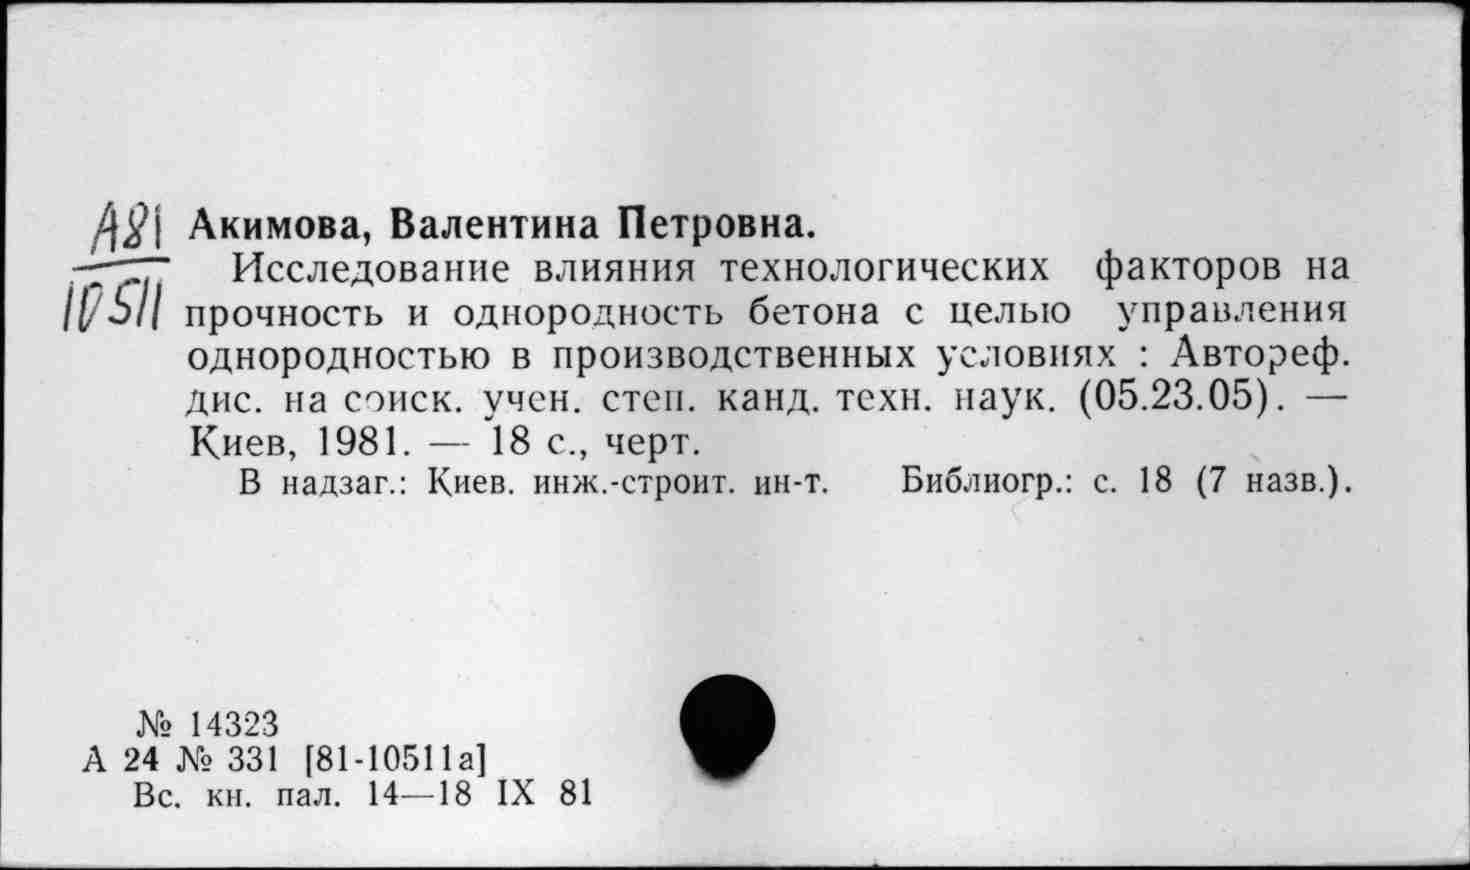 А81 Акимова, Валентина Петровна.
10511
Исследование влияния технологических факторов на
прочность и однородность бетона с целью управления
однородностью в производственных условиях : Автореф.
дис. на соиск. учен. степ. канд. техн. наук. (05.23.05). —
Киев, 1981. — 18 с., черт.
В надзаг.: Киев. инж.-строит. ин-т. Библиогр.: с. 18 (7 назв.).
№ 14323
А 24 № 331 [81-10511а]
Вс. кн. пал. 14—18 IX 81